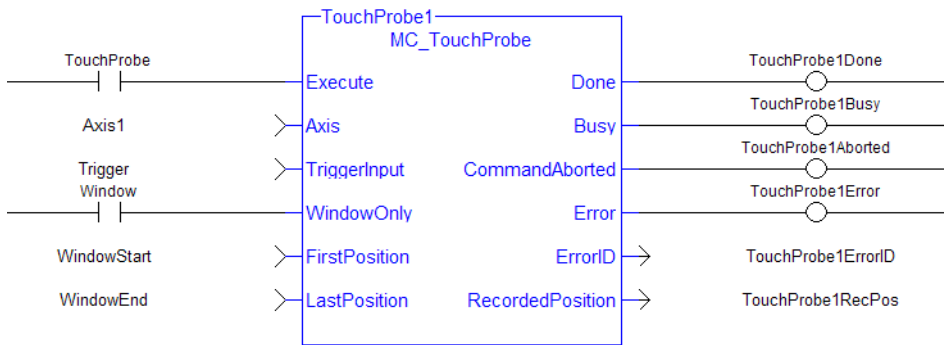 TouchProbe1
MC_TouchProbe
TouchProbe Execute Done TouchProbe1Done
Axis1 Axis Busy TouchProbe1Busy
Trigger TriggerInput CommandAborted TouchProbe1Aborted
Window WindowOnly Error TouchProbe1Error
WindowStart FirstPosition ErrorID TouchProbe1ErrorID
WindowEnd LastPosition RecordedPosition TouchProbe1RecPos